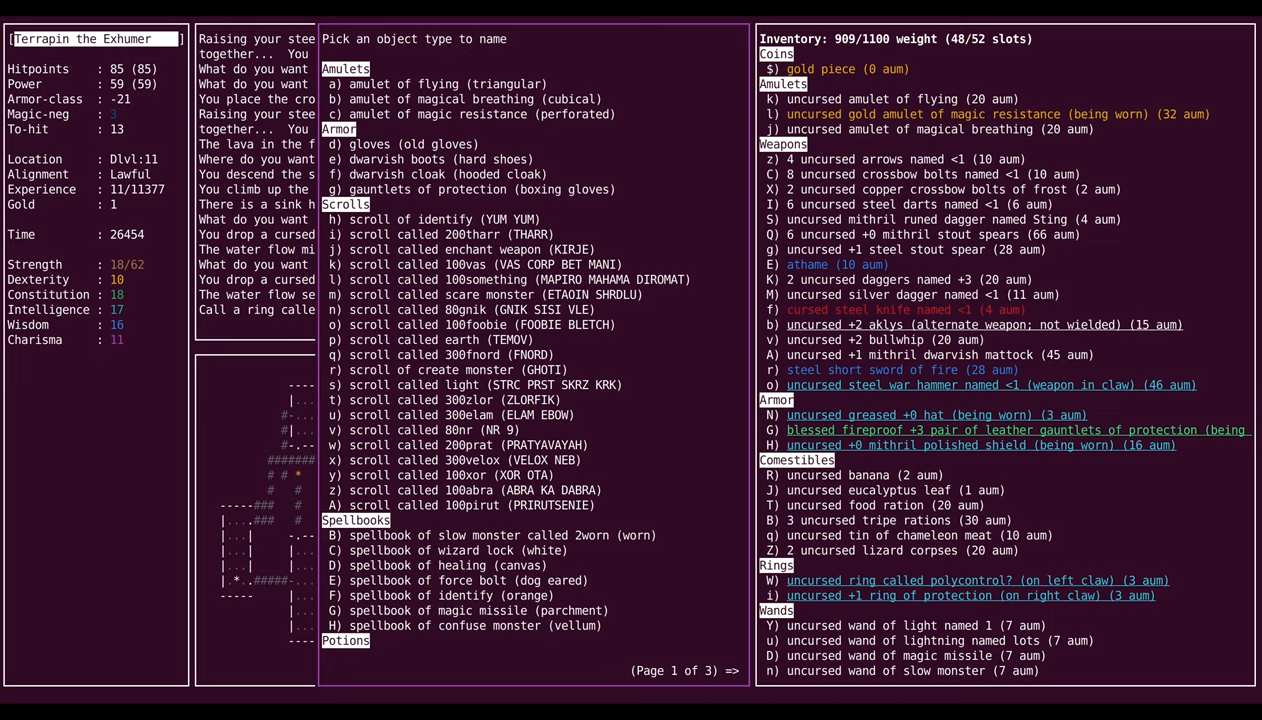 [Terrapin the Exhumer ]
Hitpoints : 85 (85)
Power : 59 (59)
Armor-class : -21
Magic-neg : 3
To-hit : 13
Location : Dlvl:11
Alignment : Lawful
Experience : 11/11377
Gold : 1
Time : 26454
Strength : 18/62
Dexterity : 10
Constitution : 18
Intelligence : 17
Wisdom : 16
Charisma : 11
Raising your stee
together... You
What do you want
What do you want
You place the cro
Raising your stee
together... You
The lava in the f
Where do you want
You descend the s
You climb up the
There is a sink h
What do you want
You drop a cursed
The water flow mi
What do you want
You drop a cursed
The water flow se
Call a ring calle
Pick an object type to name
Amulets
a) amulet of flying (triangular)
b) amulet of magical breathing (cubical)
c) amulet of magic resistance (perforated)
Armor
d) gloves (old gloves)
e) dwarvish boots (hard shoes)
f) dwarvish cloak (hooded cloak)
g) gauntlets of protection (boxing gloves)
Scrolls
h) scroll of identify (YUM YUM)
i) scroll called 200tharr (THARR)
j) scroll called enchant weapon (KIRJE)
k) scroll called 100vas (VAS CORP BET MANI)
l) scroll called 100something (MAPIRO MAHAMA DIROMAT)
m) scroll called scare monster (ETAOIN SHRDLU)
n) scroll called 80gnik (GNIK SISI VLE)
o) scroll called 100foobie (FOOBIE BLETCH)
p) scroll called earth (TEMOV)
q) scroll called 300fnord (FNORD)
r) scroll of create monster (GHOTI)
s) scroll called light (STRC PRST SKRZ KRK)
t) scroll called 300zlor (ZLORFIK)
u) scroll called 300elam (ELAM EBOW)
v) scroll called 80nr (NR 9)
w) scroll called 200prat (PRATYAVAYAH)
x) scroll called 300velox (VELOX NEB)
y) scroll called 100xor (XOR OTA)
z) scroll called 100abra (ABRA KA DABRA)
A) scroll called 100pirut (PRIRUTSENIE)
Spellbooks
B) spellbook of slow monster called 2worn (worn)
C) spellbook of wizard lock (white)
D) spellbook of healing (canvas)
E) spellbook of force bolt (dog eared)
F) spellbook of identify (orange)
G) spellbook of magic missile (parchment)
H) spellbook of confuse monster (vellum)
Potions
(Page 1 of 3) =>
Inventory: 909/1100 weight (48/52 slots)
Coins
$) gold piece (0 aum)
Amulets
k) uncursed amulet of flying (20 aum)
l) uncursed gold amulet of magic resistance (being worn) (32 aum)
j) uncursed amulet of magical breathing (20 aum)
Weapons
z) 4 uncursed arrows named <1 (10 aum)
C) 8 uncursed crossbow bolts named <1 (10 aum)
X) 2 uncursed copper crossbow bolts of frost (2 aum)
I) 6 uncursed steel darts named <1 (6 aum)
S) uncursed mithril runed dagger named Sting (4 aum)
Q) 6 uncursed +0 mithril stout spears (66 aum)
g) uncursed +1 steel stout spear (28 aum)
E) athame (10 aum)
K) 2 uncursed daggers named +3 (20 aum)
M) uncursed silver dagger named <1 (11 aum)
f) cursed steel knife named <1 (4 aum)
b) uncursed +2 aklys (alternate weapon; not wielded) (15 aum)
v) uncursed +2 bullwhip (20 aum)
A) uncursed +1 mithril dwarvish mattock (45 aum)
r) steel short sword of fire (28 aum)
o) uncursed steel war hammer named <1 (weapon in claw) (46 aum)
Armor
N) uncursed greased +0 hat (being worn) (3 aum)
G) blessed fireproof +3 pair of leather gauntlets of protection (being
H) uncursed +0 mithril polished shield (being worn) (16 aum)
Comestibles
R) uncursed banana (2 aum)
J) uncursed eucalyptus leaf (1 aum)
T) uncursed food ration (20 aum)
B) 3 uncursed tripe rations (30 aum)
q) uncursed tin of chameleon meat (10 aum)
Z) 2 uncursed lizard corpses (20 aum)
Rings
W) uncursed ring called polycontrol? (on left claw) (3 aum)
i) uncursed +1 ring of protection (on right claw) (3 aum)
Wands
Y) uncursed wand of light named 1 (7 aum)
u) uncursed wand of lightning named lots (7 aum)
D) uncursed wand of magic missile (7 aum)
n) uncursed wand of slow monster (7 aum)